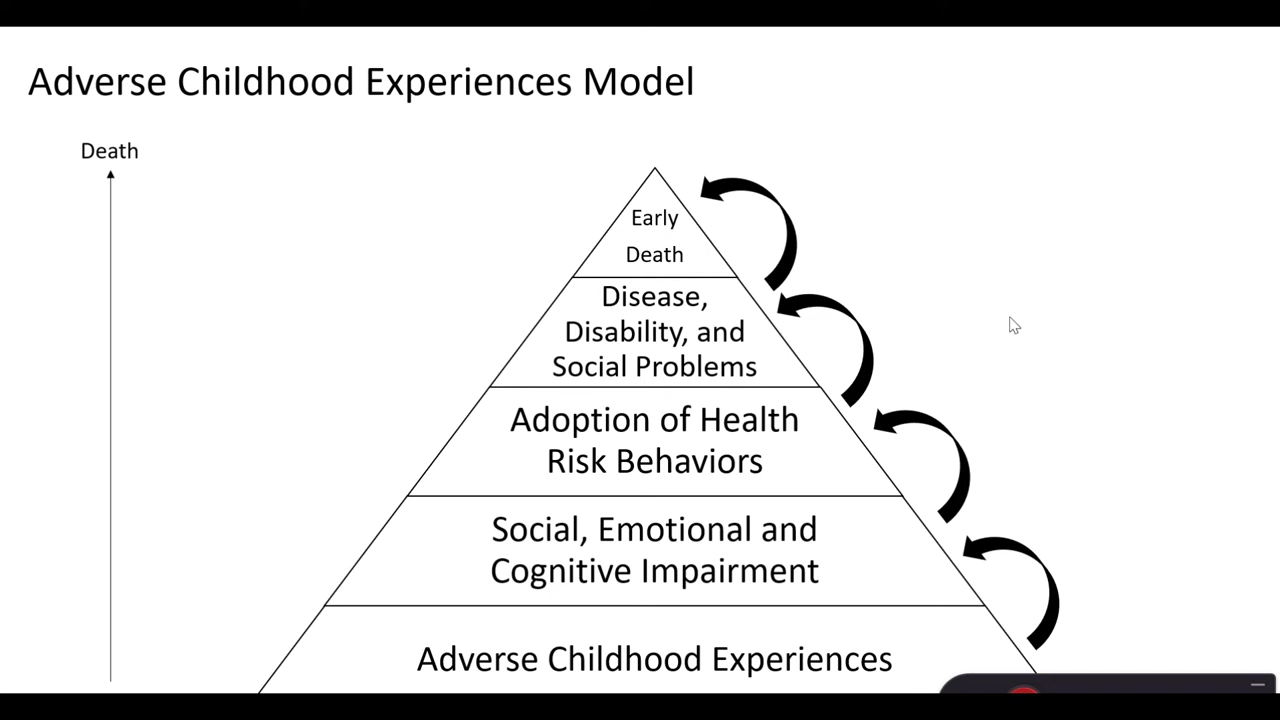 Adverse Childhood Experiences Model
Death
Early
Death
Disease,
Disability, and
Social Problems
Adoption of Health
Risk Behaviors
Social, Emotional and
Cognitive Impairment
Adverse Childhood Experiences